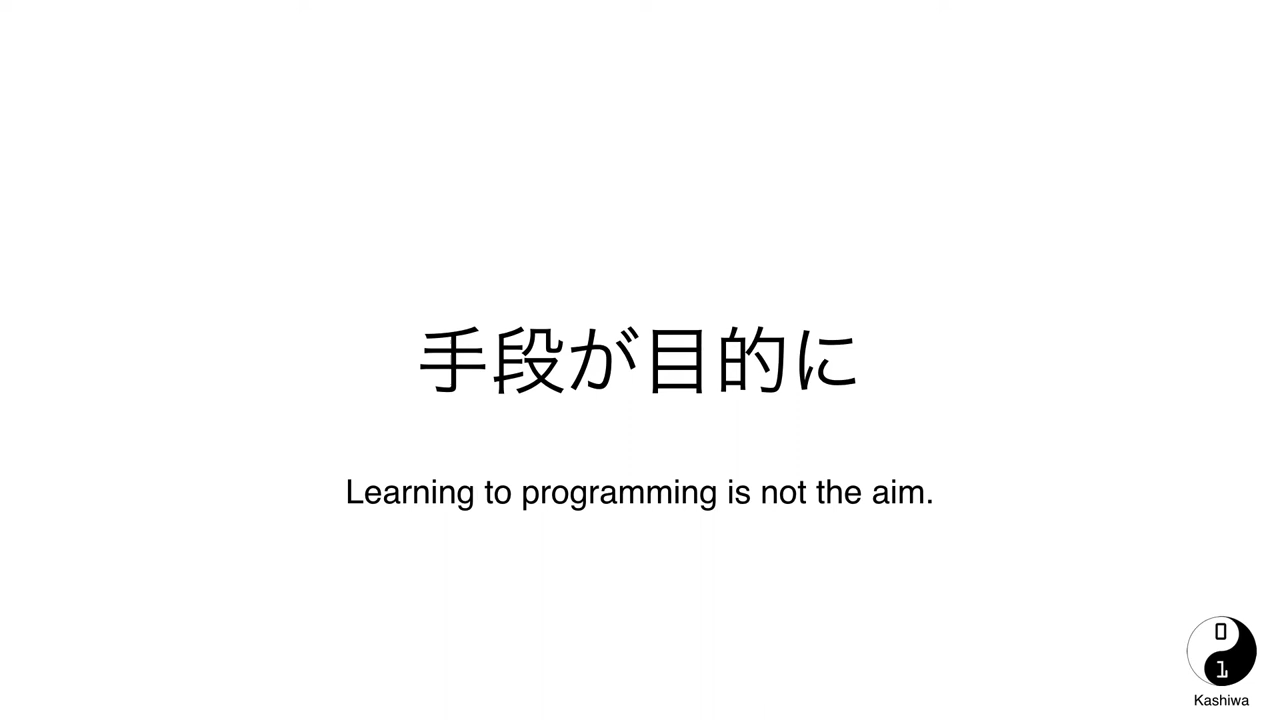 手段が目的に
Learning to programming is not the aim.
0
1
Kashiwa